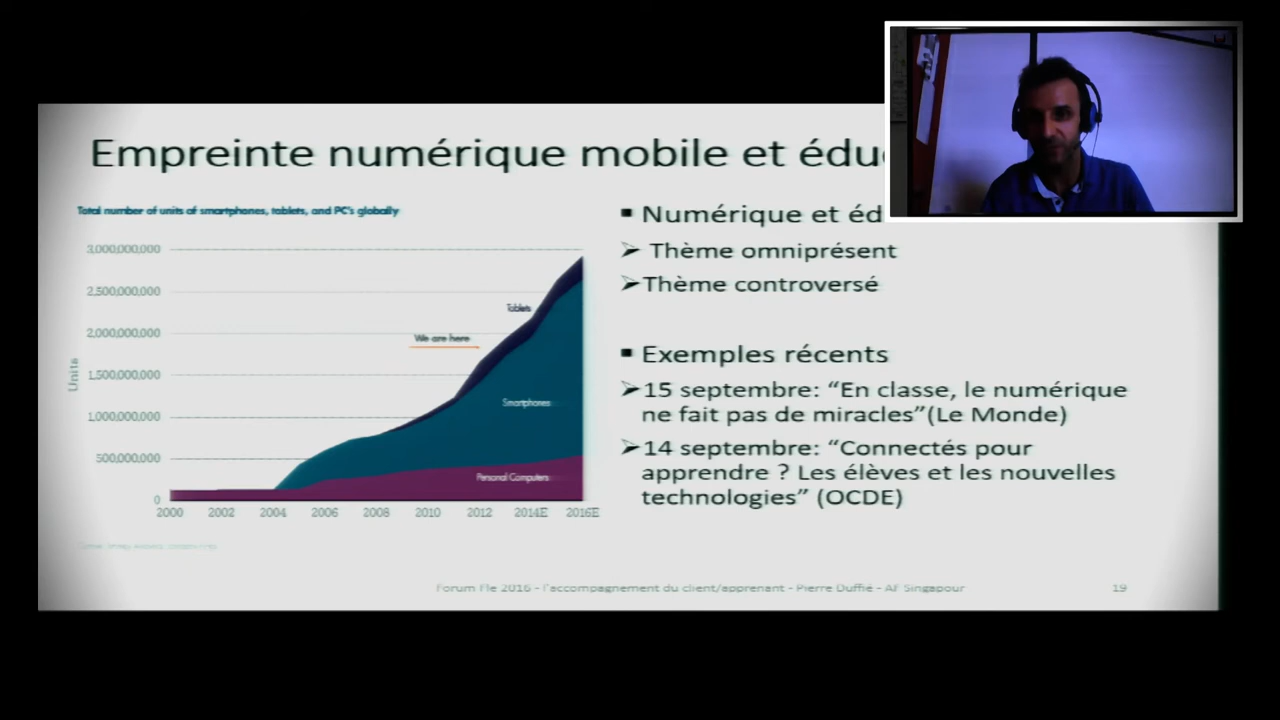 Empreinte numérique mobile et édu
Total number of units of smartphones, tablets, and PC's globally
3,000,000,000
2,500,000,000
2,000,000,000
1,500,000,000
1,000,000,000
500,000,000
0
Units
Tablets
We are here
Smartphones
Personal Computers
2000 2002 2004 2006 2008 2010 2012 2014E 2016E
▪ Numérique et éd
➢ Thème omniprésent
➢ Thème controversé
▪ Exemples récents
➢ 15 septembre: “En classe, le numérique
ne fait pas de miracles”(Le Monde)
➢ 14 septembre: “Connectés pour
apprendre ? Les élèves et les nouvelles
technologies” (OCDE)
Forum Fle 2016 - l'accompagnement du client/apprenant - Pierre Duffié - AF Singapour
19